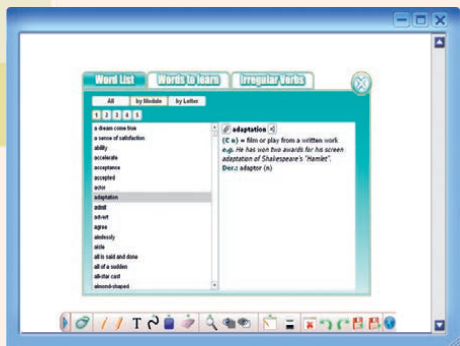 Word List
Words to learn
Irregular Verbs
All
by Module
by Letter
1 2 3 4 5
a dream come true
a sense of satisfaction
ability
accelerate
acceptance
accepted
actor
adaptation
admit
advert
agree
aimlessly
aisle
all is said and done
all of a sudden
all-star cast
almond-shaped
adaptation
(C n) = film or play from a written work
e.g. He has won two awards for his screen
adaptation of Shakespeare's "Hamlet".
Der.: adaptor (n)
T